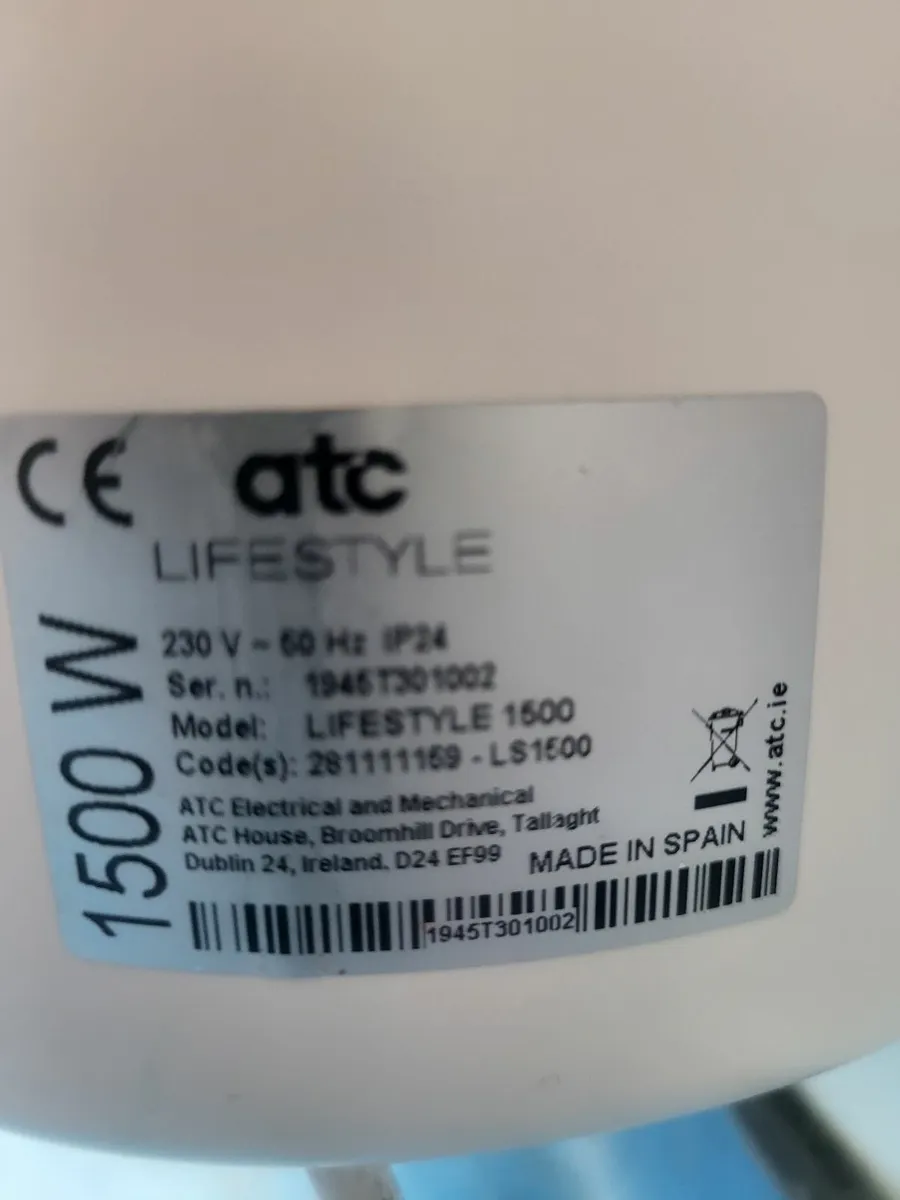 CE atc
LIFESTYLE
1500 W
230 V ~ 50 Hz IP24
Ser. n.: 1945T301002
Model: LIFESTYLE 1500
Code(s): 281111159 - LS1500
ATC Electrical and Mechanical
ATC House, Broomhill Drive, Tallaght
Dublin 24, Ireland. D24 EF99
MADE IN SPAIN
www.atc.ie
1945T301002